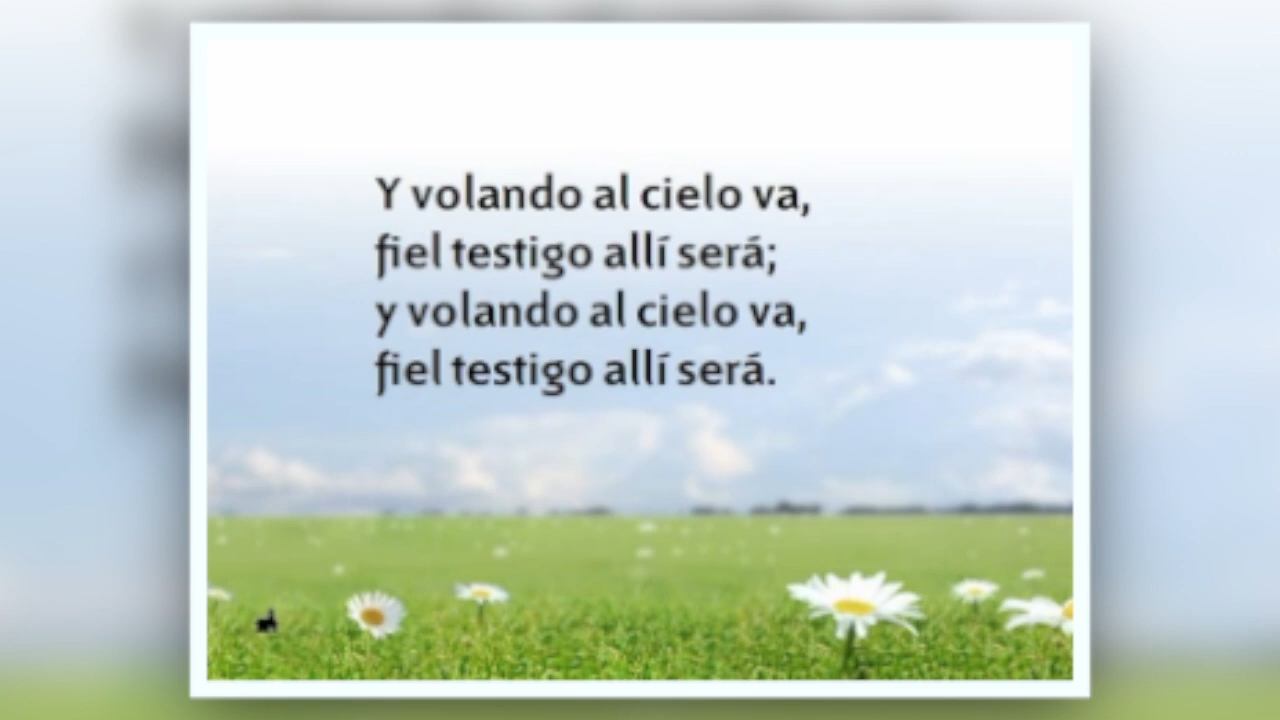 Y volando al cielo va,
fiel testigo allí será;
y volando al cielo va,
fiel testigo allí será.